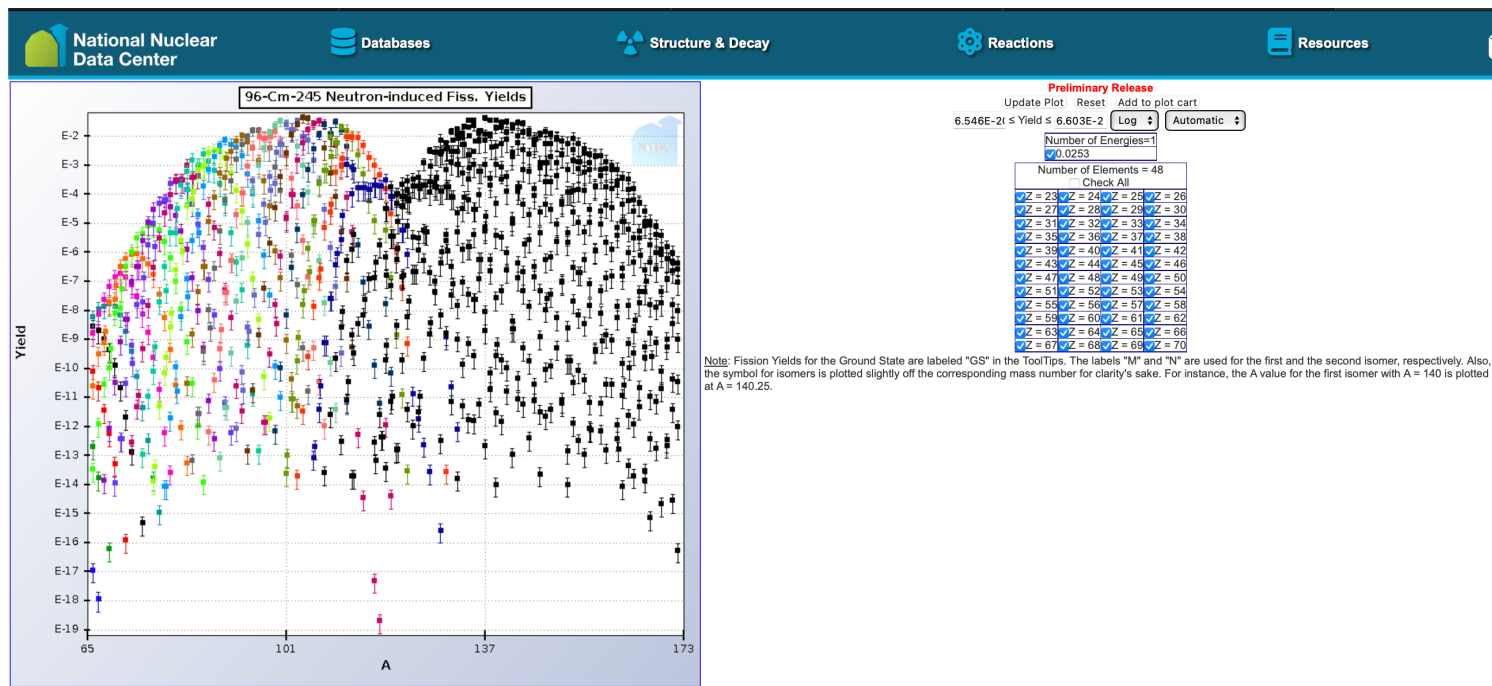 National Nuclear
Data Center
Databases
Structure & Decay
Reactions
Resources
96-Cm-245 Neutron-induced Fiss. Yields
NNDC
E-2
E-3
E-4
E-5
E-6
E-7
E-8
E-9
E-10
E-11
E-12
E-13
E-14
E-15
E-16
E-17
E-18
E-19
Yield
65
101
137
173
A
Preliminary Release
Update Plot Reset Add to plot cart
6.546E-2( ≤ Yield ≤ 6.603E-2 Log Automatic
Number of Energies=1
0.0253
Number of Elements = 48
Check All
Z = 23 Z = 24 Z = 25 Z = 26
Z = 27 Z = 28 Z = 29 Z = 30
Z = 31 Z = 32 Z = 33 Z = 34
Z = 35 Z = 36 Z = 37 Z = 38
Z = 39 Z = 40 Z = 41 Z = 42
Z = 43 Z = 44 Z = 45 Z = 46
Z = 47 Z = 48 Z = 49 Z = 50
Z = 51 Z = 52 Z = 53 Z = 54
Z = 55 Z = 56 Z = 57 Z = 58
Z = 59 Z = 60 Z = 61 Z = 62
Z = 63 Z = 64 Z = 65 Z = 66
Z = 67 Z = 68 Z = 69 Z = 70
Note: Fission Yields for the Ground State are labeled "GS" in the ToolTips. The labels "M" and "N" are used for the first and the second isomer, respectively. Also,
the symbol for isomers is plotted slightly off the corresponding mass number for clarity's sake. For instance, the A value for the first isomer with A = 140 is plotted
at A = 140.25.